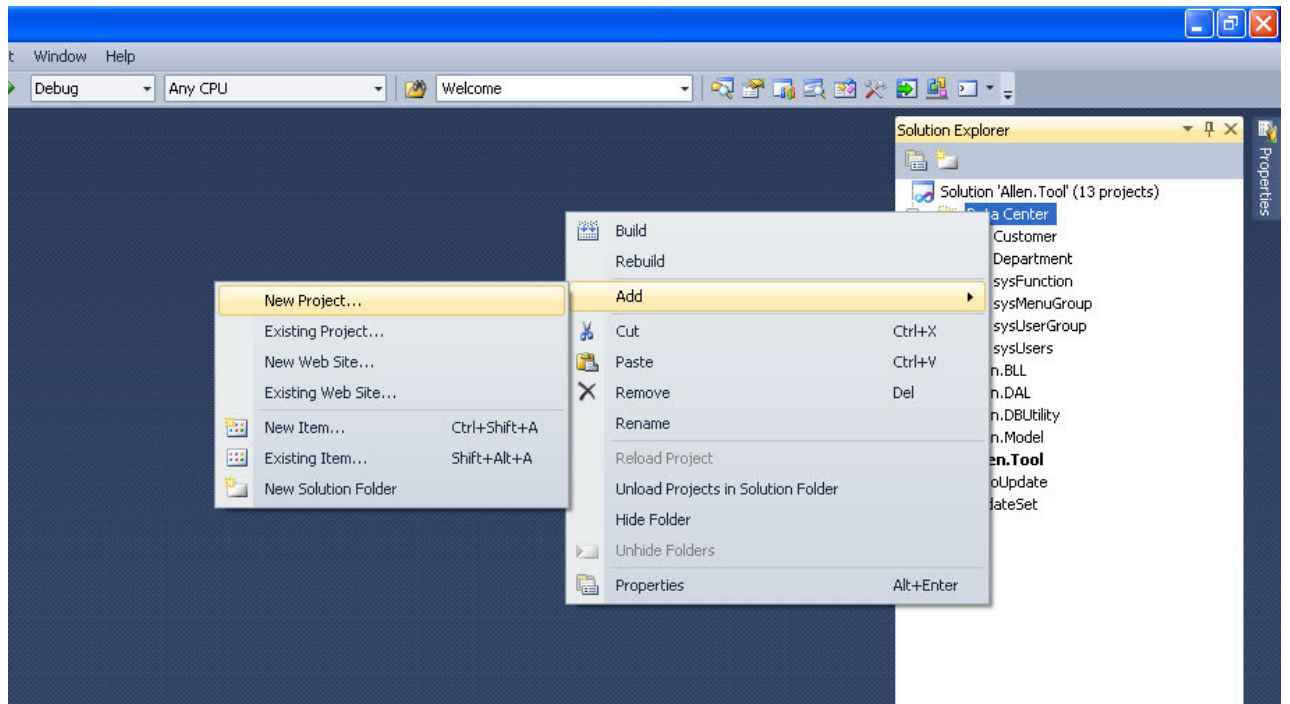 Window Help
Debug Any CPU Welcome
Solution Explorer
Properties
Solution 'Allen.Tool' (13 projects)
a Center
Customer
Department
sysFunction
sysMenuGroup
sysUserGroup
sysUsers
n.BLL
n.DAL
n.DBUtility
n.Model
en.Tool
oUpdate
dateSet
Build
Rebuild
Add
Cut Ctrl+X
Paste Ctrl+V
Remove Del
Rename
Reload Project
Unload Projects in Solution Folder
Hide Folder
Unhide Folders
Properties Alt+Enter
New Project...
Existing Project...
New Web Site...
Existing Web Site...
New Item... Ctrl+Shift+A
Existing Item... Shift+Alt+A
New Solution Folder